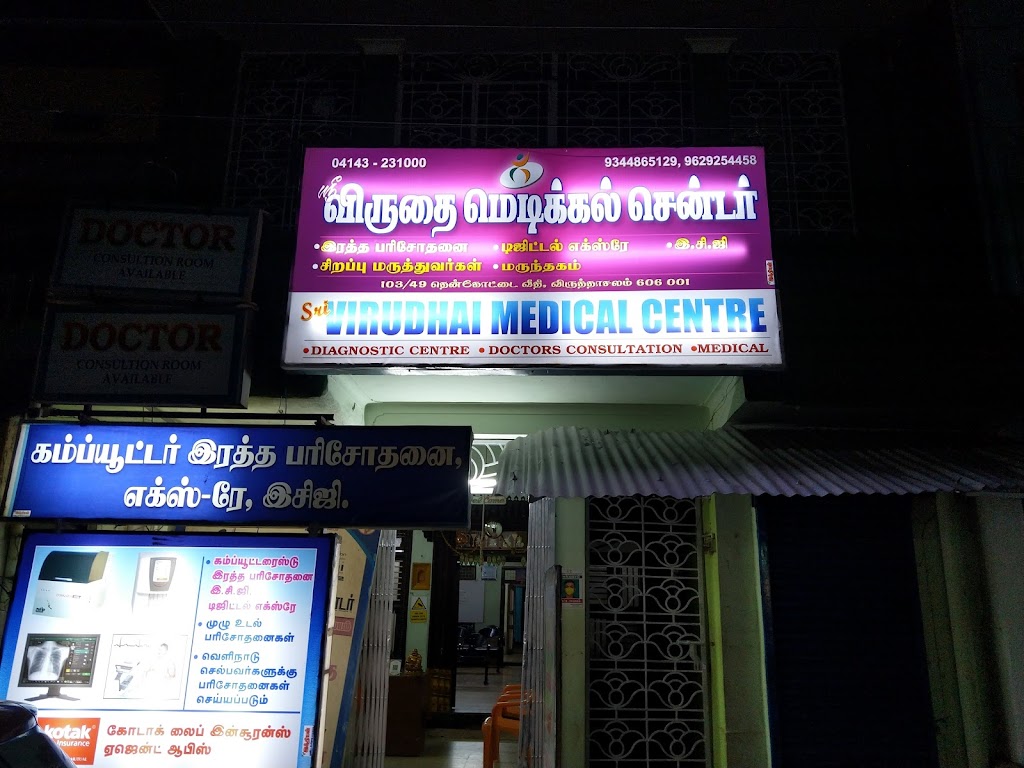 04143 - 231000
9344865129, 9629254458
ஸ்ரீ விருதை மெடிக்கல் சென்டர்
•இரத்த பரிசோதனை •டிஜிட்டல் எக்ஸ்ரே •இ.சி.ஜி
•சிறப்பு மருத்துவர்கள் •மருந்தகம்
103/49 தென்கோட்டை வீதி, விருத்தாசலம் 606 001
Sri VIRUDHAI MEDICAL CENTRE
•DIAGNOSTIC CENTRE •DOCTORS CONSULTATION •MEDICAL
DOCTOR
CONSULTION ROOM
AVAILABLE
DOCTOR
CONSULTION ROOM
AVAILABLE
கம்ப்யூட்டர் இரத்த பரிசோதனை,
எக்ஸ்-ரே, இசிஜி.
• கம்ப்யூட்டரைஸ்டு
இரத்த பரிசோதனை
இ.சி.ஜி.
டிஜிட்டல் எக்ஸ்ரே
• முழு உடல்
பரிசோதனைகள்
• வெளிநாடு
செல்பவர்களுக்கு
பரிசோதனைகள்
செய்யப்படும்
kotak
கோடாக் லைப் இன்சூரன்ஸ்
ஏஜென்ட் ஆபிஸ்